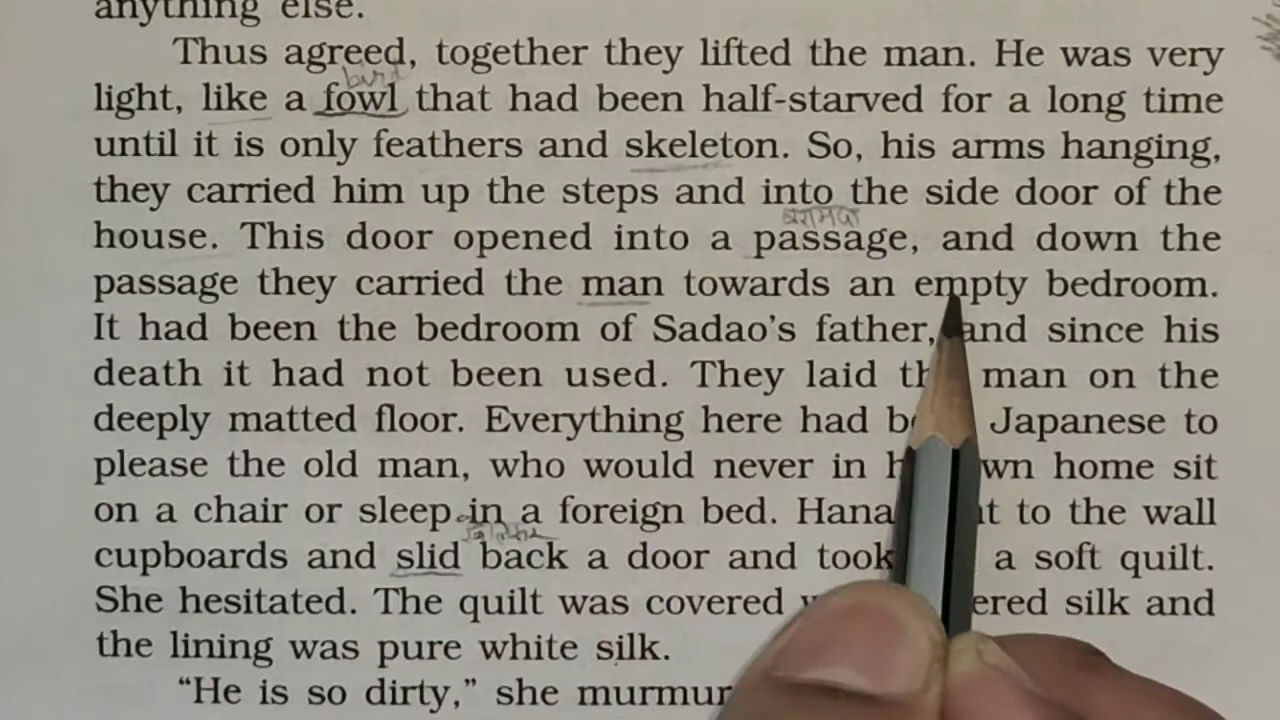 anything else.
Thus agreed, together they lifted the man. He was very
bird
light, like a fowl that had been half-starved for a long time
until it is only feathers and skeleton. So, his arms hanging,
they carried him up the steps and into the side door of the
house. This door opened into a passage, and down the
passage they carried the man towards an empty bedroom.
It had been the bedroom of Sadao's father, and since his
death it had not been used. They laid man on the
deeply matted floor. Everything here had Japanese to
please the old man, who would never in sit home
on a chair or sleep in a foreign bed. Hana to the wall
cupboards and slid back a door and took a soft quilt.
She hesitated. The quilt was covered silk and
the lining was pure white silk.
"He is so dirty," she